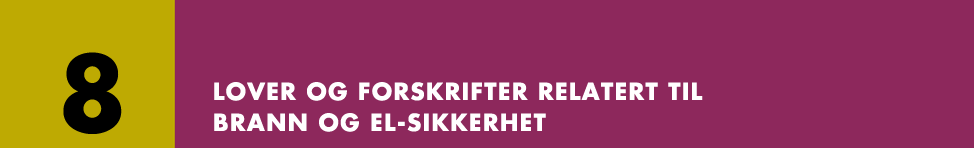 8
LOVER OG FORSKRIFTER RELATERT TIL
BRANN OG EL-SIKKERHET